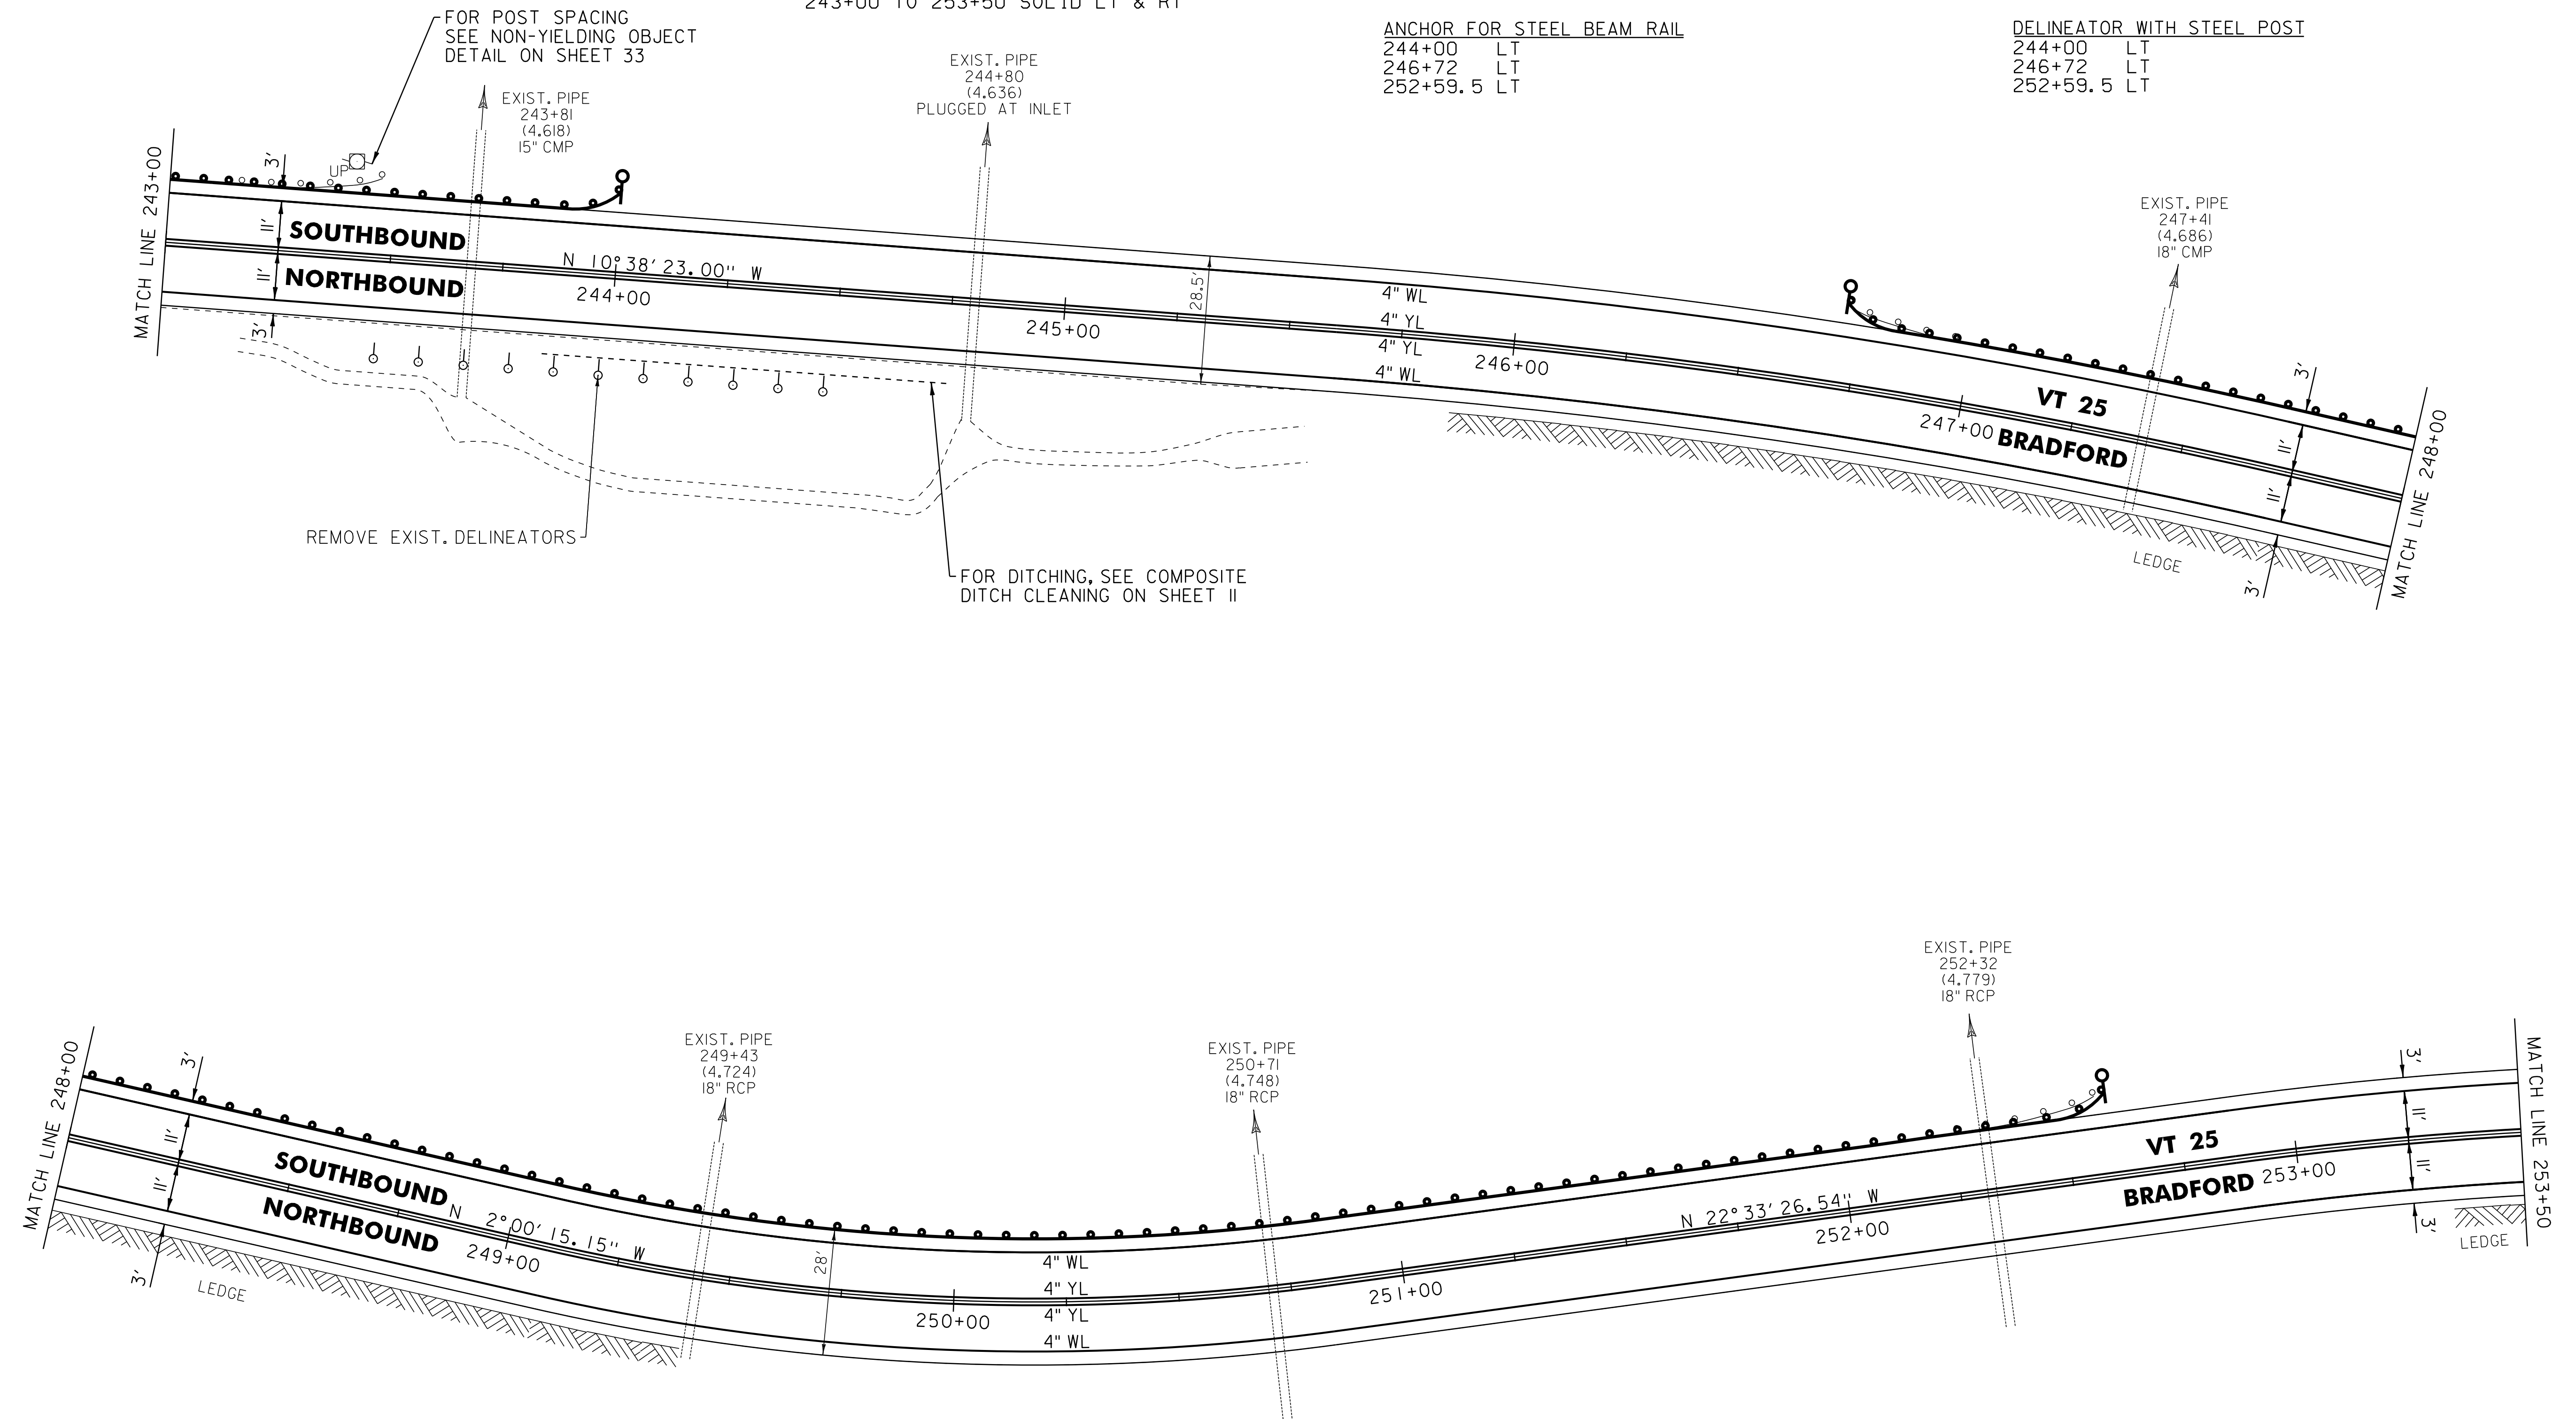 243+00 TO 253+50 SOLID LT & RT
FOR POST SPACING
SEE NON-YIELDING OBJECT
DETAIL ON SHEET 33
ANCHOR FOR STEEL BEAM RAIL
244+00 LT
246+72 LT
252+59.5 LT
DELINEATOR WITH STEEL POST
244+00 LT
246+72 LT
252+59.5 LT
EXIST. PIPE
243+81
(4.618)
15" CMP
EXIST. PIPE
244+80
(4.636)
PLUGGED AT INLET
EXIST. PIPE
247+41
(4.686)
18" CMP
MATCH LINE 243+00
3'
UP
11'
SOUTHBOUND
11'
NORTHBOUND
3'
N 10°38'23.00" W
244+00
245+00
28.5'
4" WL
4" YL
4" YL
4" WL
246+00
247+00
VT 25
BRADFORD
3'
11'
11'
3'
LEDGE
MATCH LINE 248+00
REMOVE EXIST. DELINEATORS
FOR DITCHING, SEE COMPOSITE
DITCH CLEANING ON SHEET 11
EXIST. PIPE
249+43
(4.724)
18" RCP
EXIST. PIPE
250+71
(4.748)
18" RCP
EXIST. PIPE
252+32
(4.779)
18" RCP
MATCH LINE 248+00
3'
11'
11'
3'
SOUTHBOUND
NORTHBOUND
N 2°00'15.15" W
249+00
LEDGE
28'
250+00
4" WL
4" YL
4" YL
4" WL
251+00
N 22°33'26.54" W
252+00
VT 25
BRADFORD
253+00
3'
11'
11'
3'
LEDGE
MATCH LINE 253+50